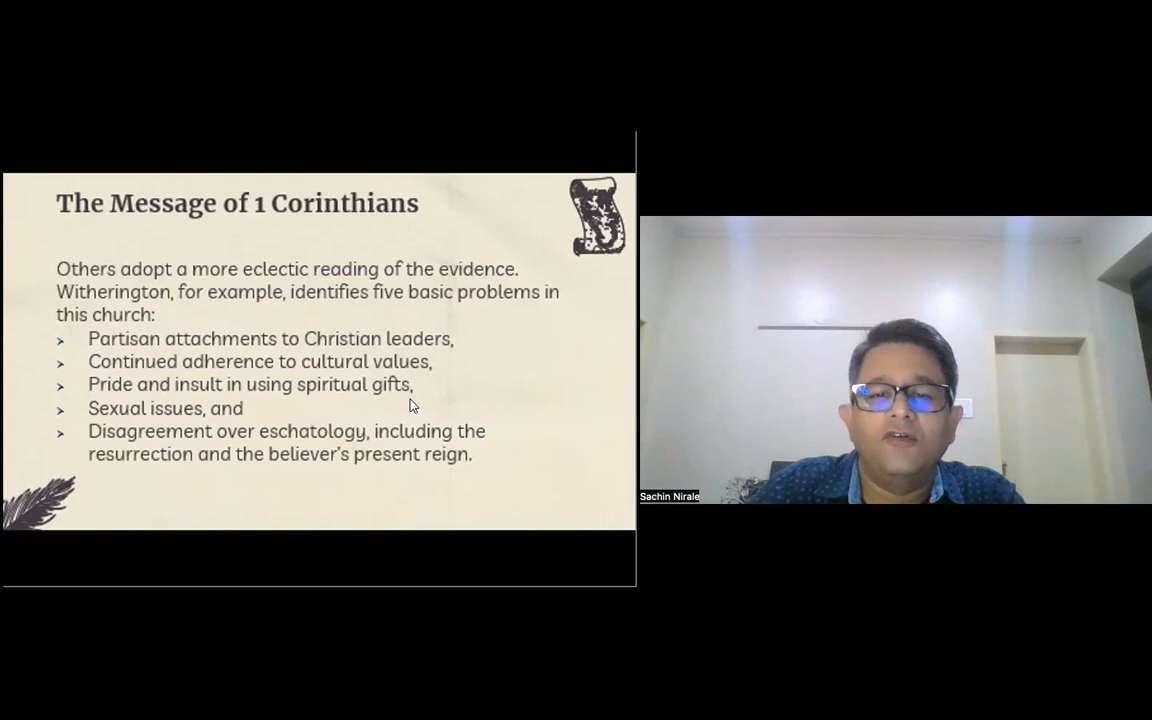 The Message of 1 Corinthians
Others adopt a more eclectic reading of the evidence.
Witherington, for example, identifies five basic problems in
this church:
➢ Partisan attachments to Christian leaders,
➢ Continued adherence to cultural values,
➢ Pride and insult in using spiritual gifts,
➢ Sexual issues, and
➢ Disagreement over eschatology, including the
resurrection and the believer's present reign.
Sachin Nirale